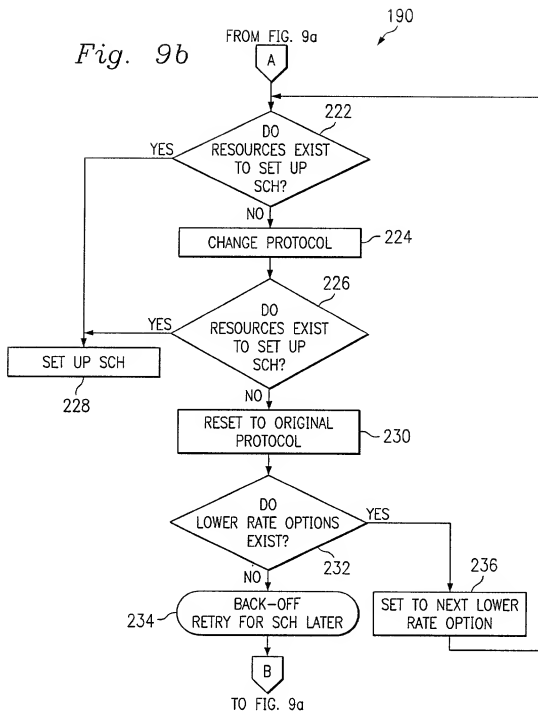 FROM FIG. 9a
190
Fig. 9b
A
222
DO
RESOURCES EXIST
TO SET UP
SCH?
YES
NO
CHANGE PROTOCOL
224
226
DO
RESOURCES EXIST
TO SET UP
SCH?
YES
SET UP SCH
228
NO
RESET TO ORIGINAL
PROTOCOL
230
DO
LOWER RATE OPTIONS
EXIST?
YES
232
NO
236
SET TO NEXT LOWER
RATE OPTION
BACK-OFF
RETRY FOR SCH LATER
234
B
TO FIG. 9a